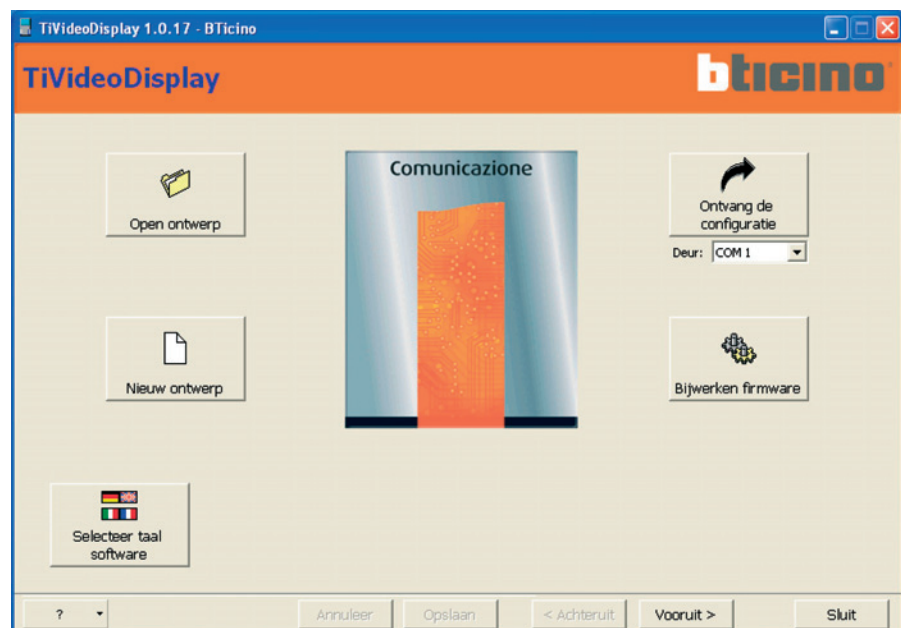 TiVideoDisplay 1.0.17 - BTicino
TiVideoDisplay
bticino
Open ontwerp
Comunicazione
Ontvang de
configuratie
Deur: COM 1
Nieuw ontwerp
Bijwerken firmware
Selecteer taal
software
?
Annuleer
Opslaan
< Achteruit
Vooruit >
Sluit